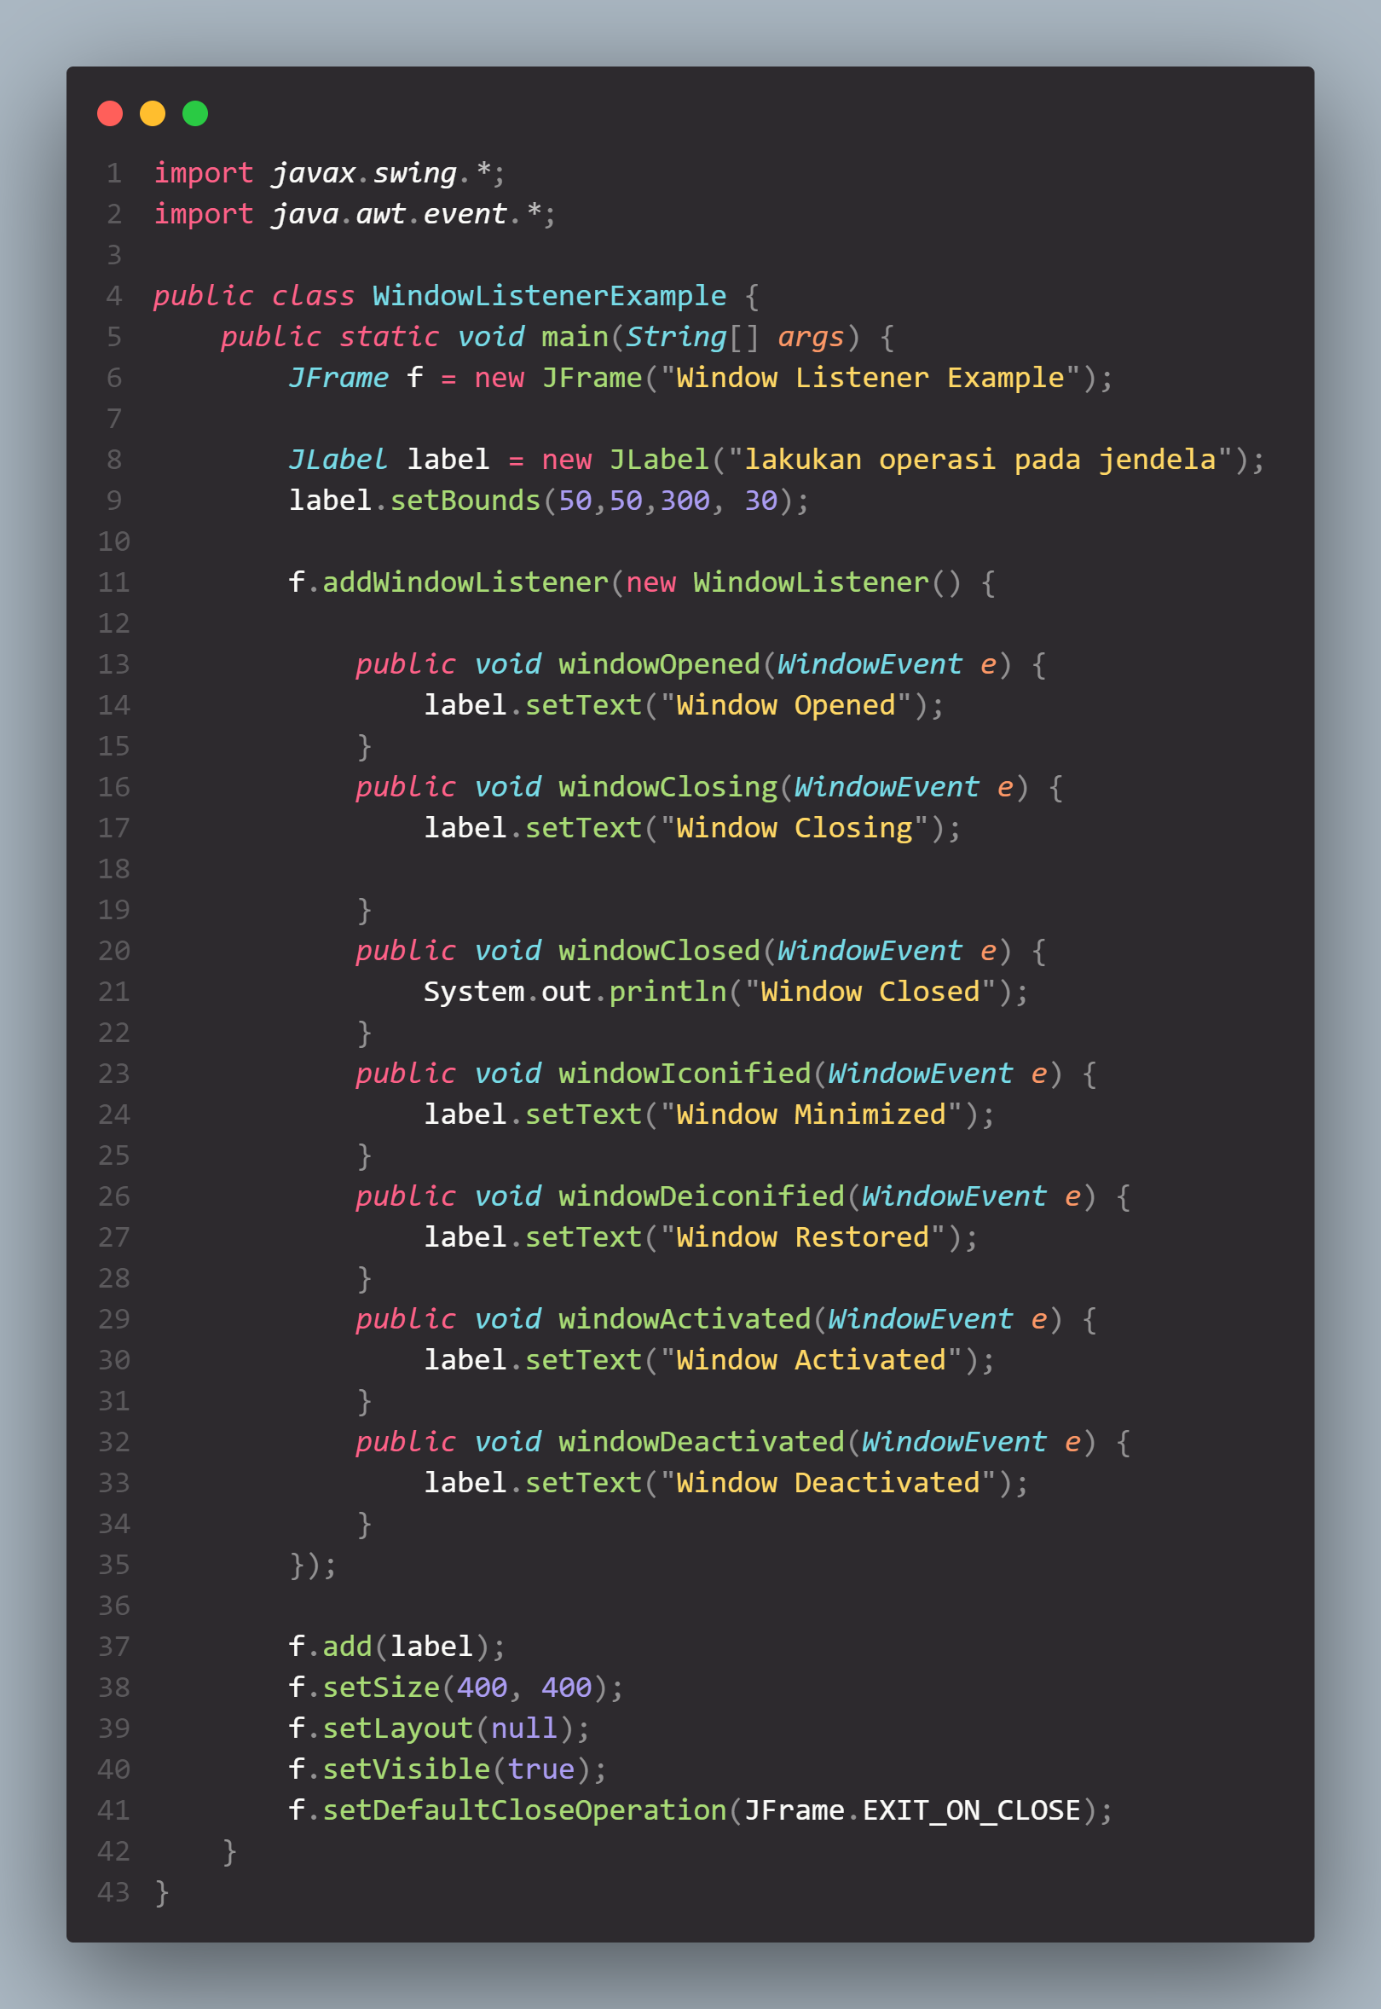 1 import javax.swing.*;
2 import java.awt.event.*;
3
4 public class WindowListenerExample {
5     public static void main(String[] args) {
6         JFrame f = new JFrame("Window Listener Example");
7
8         JLabel label = new JLabel("lakukan operasi pada jendela");
9         label.setBounds(50,50,300, 30);
10
11         f.addWindowListener(new WindowListener() {
12
13             public void windowOpened(WindowEvent e) {
14                 label.setText("Window Opened");
15             }
16             public void windowClosing(WindowEvent e) {
17                 label.setText("Window Closing");
18
19             }
20             public void windowClosed(WindowEvent e) {
21                 System.out.println("Window Closed");
22             }
23             public void windowIconified(WindowEvent e) {
24                 label.setText("Window Minimized");
25             }
26             public void windowDeiconified(WindowEvent e) {
27                 label.setText("Window Restored");
28             }
29             public void windowActivated(WindowEvent e) {
30                 label.setText("Window Activated");
31             }
32             public void windowDeactivated(WindowEvent e) {
33                 label.setText("Window Deactivated");
34             }
35         });
36
37         f.add(label);
38         f.setSize(400, 400);
39         f.setLayout(null);
40         f.setVisible(true);
41         f.setDefaultCloseOperation(JFrame.EXIT_ON_CLOSE);
42     }
43 }